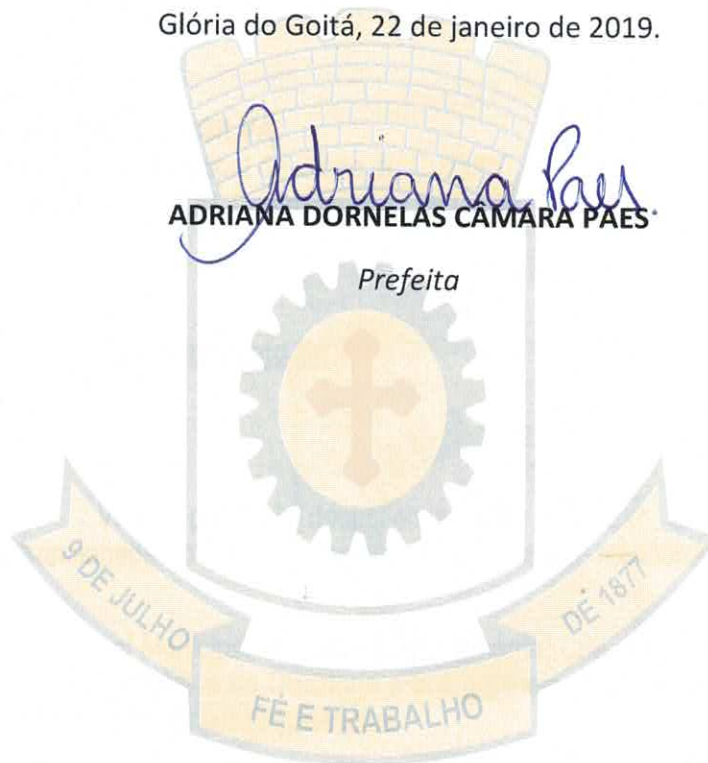 Glória do Goitá, 22 de janeiro de 2019.
Adriana Paes
ADRIANA DORNELAS CÂMARA PAES
Prefeita
9 DE JULHO
DE 1877
FÉ E TRABALHO